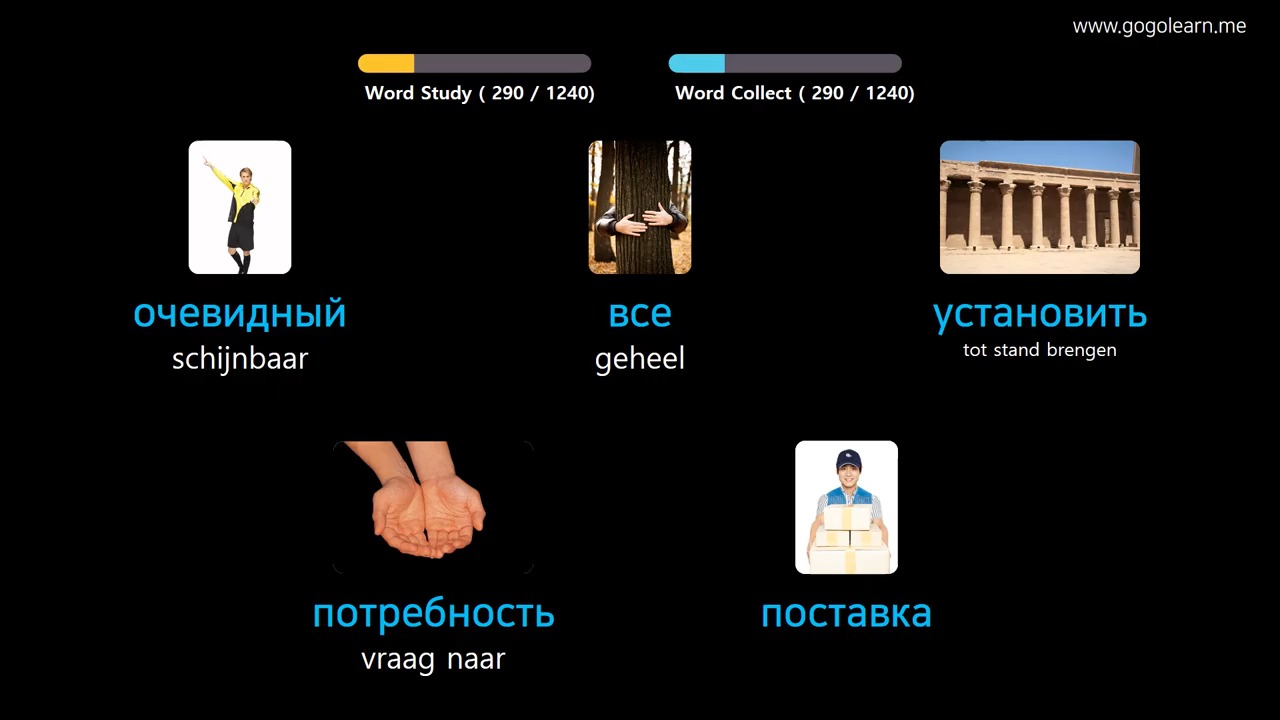 www.gogolearn.me
Word Study ( 290 / 1240)
Word Collect ( 290 / 1240)
очевидный
schijnbaar
все
geheel
установить
tot stand brengen
потребность
vraag naar
поставка